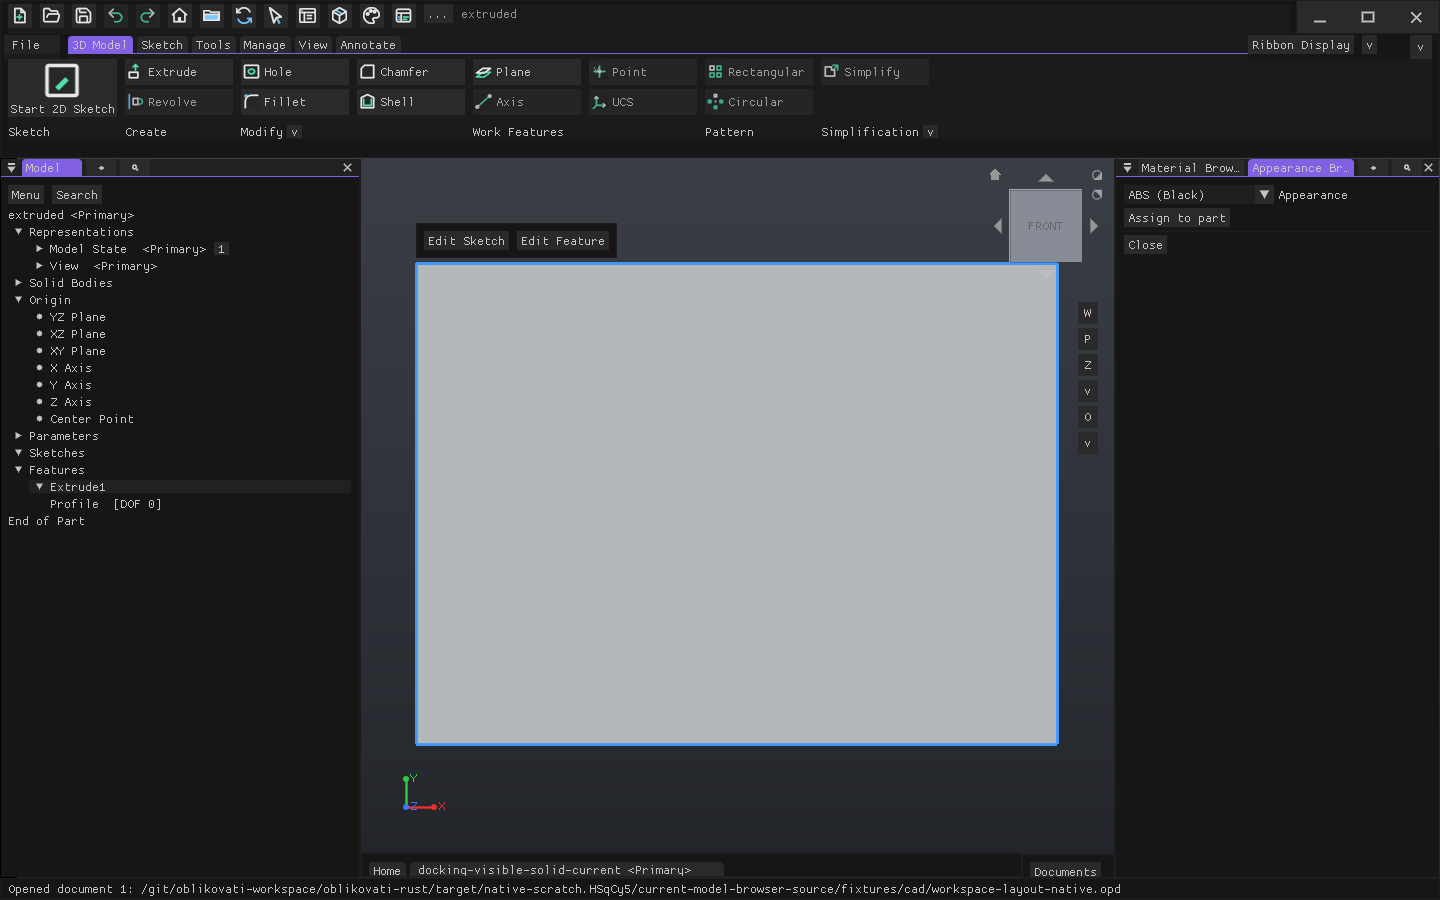 ... extruded
File 3D Model Sketch Tools Manage View Annotate Ribbon Display v v
Start 2D Sketch
Extrude
Revolve
Hole
Fillet
Chamfer
Shell
Plane
Axis
Point
UCS
Rectangular
Circular
Simplify
Sketch Create Modify v Work Features Pattern Simplification v
Model
Menu Search
extruded <Primary>
Representations
Model State <Primary> 1
View <Primary>
Solid Bodies
Origin
YZ Plane
XZ Plane
XY Plane
X Axis
Y Axis
Z Axis
Center Point
Parameters
Sketches
Features
Extrude1
Profile [DOF 0]
End of Part
Edit Sketch Edit Feature
FRONT
W
P
Z
v
O
v
Y
Z X
Home docking-visible-solid-current <Primary> Documents
Material Brow… Appearance Br…
ABS (Black) Appearance
Assign to part
Close
Opened document 1: /git/oblikovati-workspace/oblikovati-rust/target/native-scratch.HSqCy5/current-model-browser-source/fixtures/cad/workspace-layout-native.opd